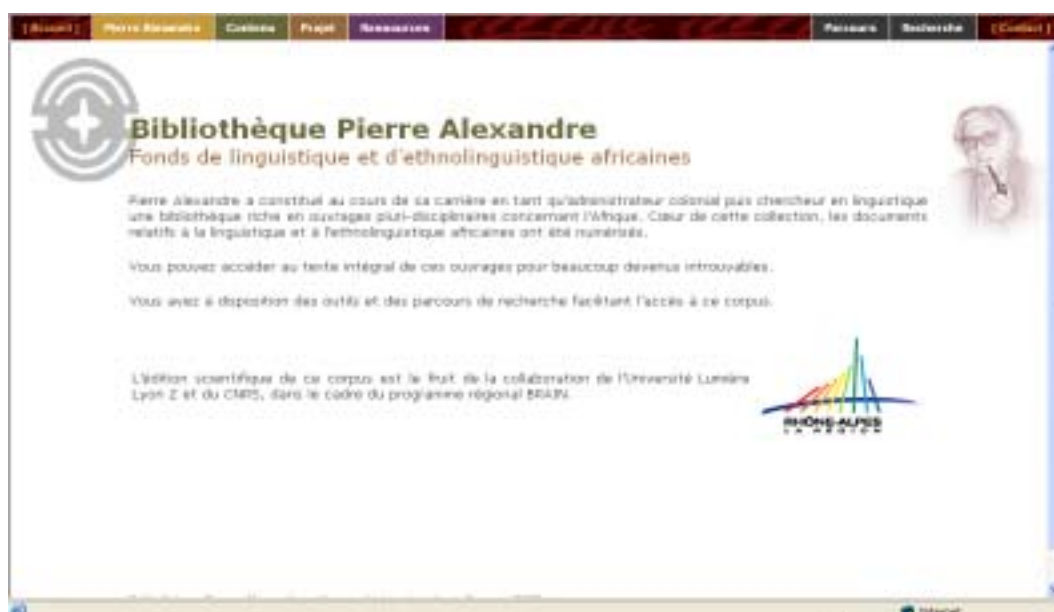 [Accueil] Pierre Alexandre Contenu Projet Ressources Parcours Recherche [Contact]
Bibliothèque Pierre Alexandre
Fonds de linguistique et d'ethnolinguistique africaines
Pierre Alexandre a constitué au cours de sa carrière en tant qu'administrateur colonial puis chercheur en linguistique
une bibliothèque riche en ouvrages pluri-disciplinaires concernant l'Afrique. Cœur de cette collection, les documents
relatifs à la linguistique et à l'ethnolinguistique africaines ont été numérisés.
Vous pouvez accéder au texte intégral de ces ouvrages pour beaucoup devenus introuvables.
Vous avez à disposition des outils et des parcours de recherche facilitant l'accès à ce corpus.
L'édition scientifique de ce corpus est le fruit de la collaboration de l'Université Lumière
Lyon 2 et du CNRS, dans le cadre du programme régional BRAIN.
RHÔNE-ALPES
LA RÉGION
Internet